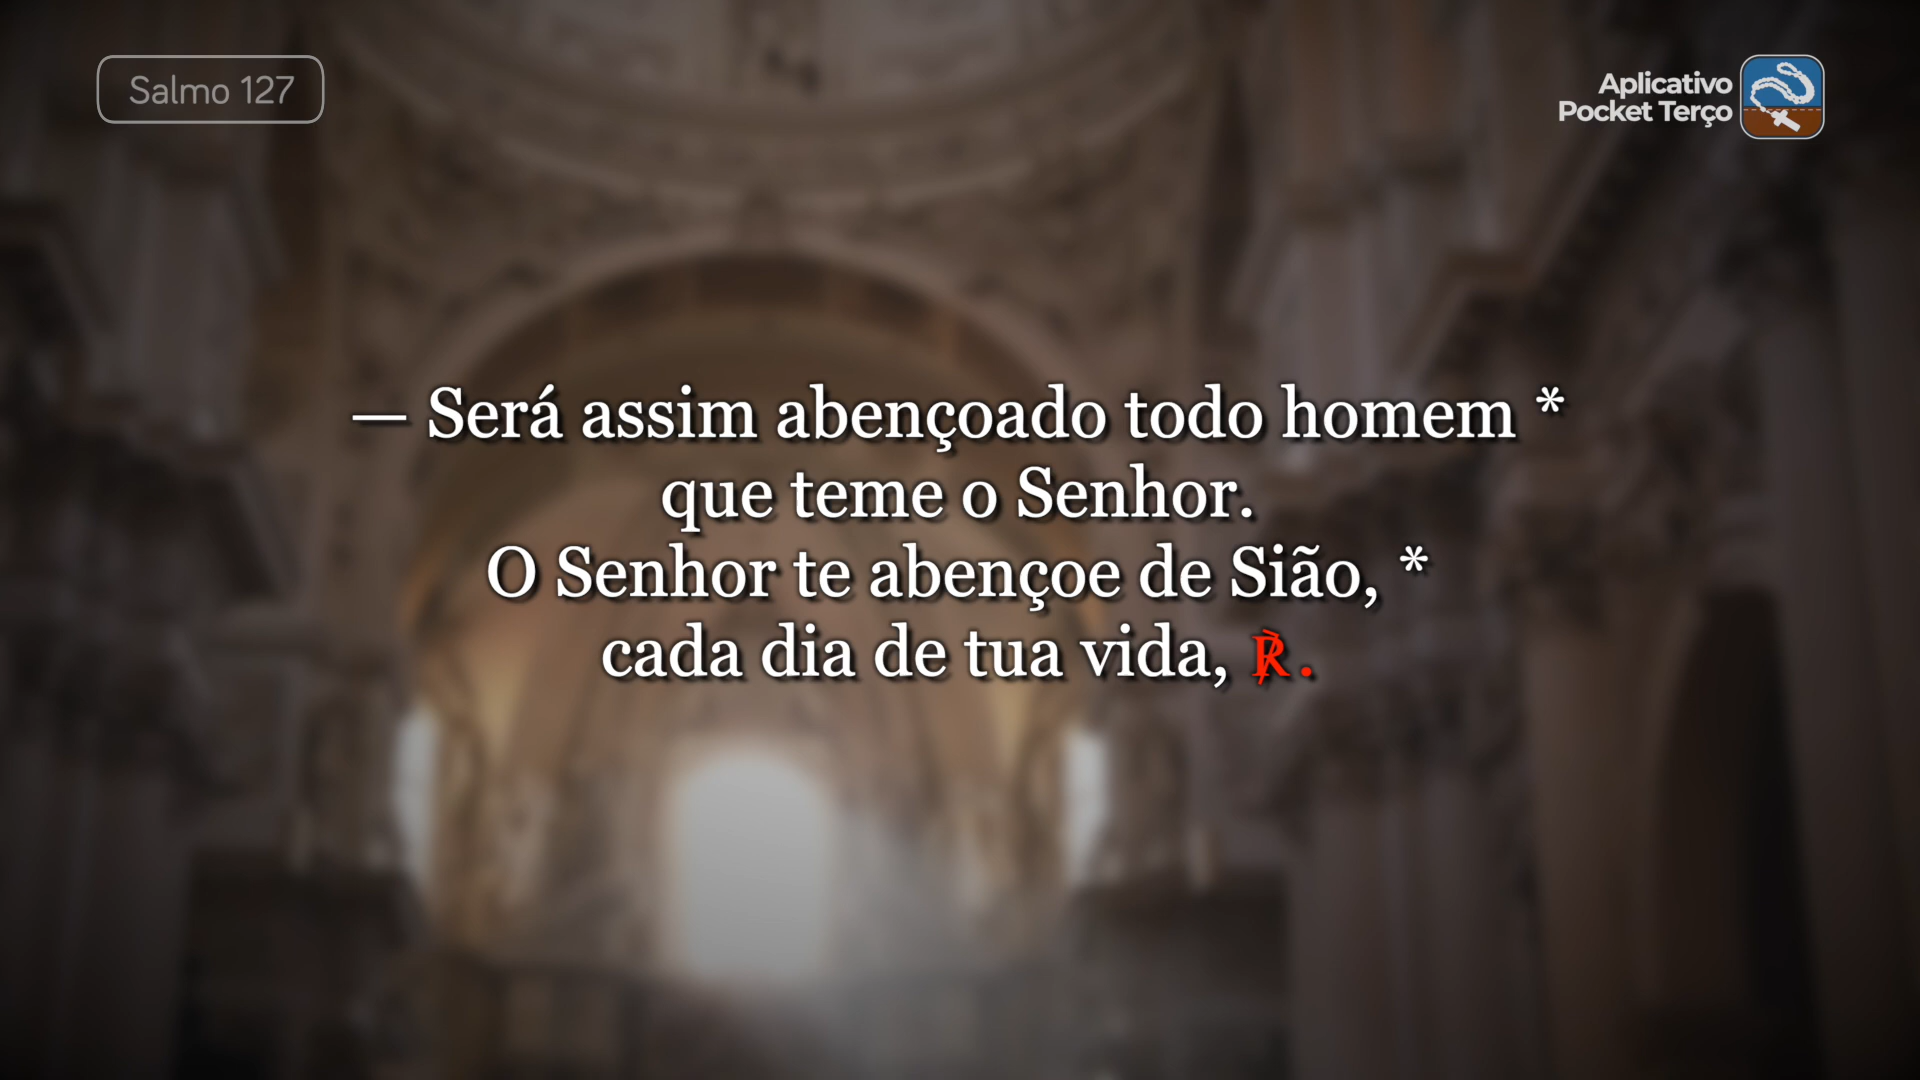 Salmo 127
Aplicativo
Pocket Terço
— Será assim abençoado todo homem *
que teme o Senhor.
O Senhor te abençoe de Sião, *
cada dia de tua vida, ℟.